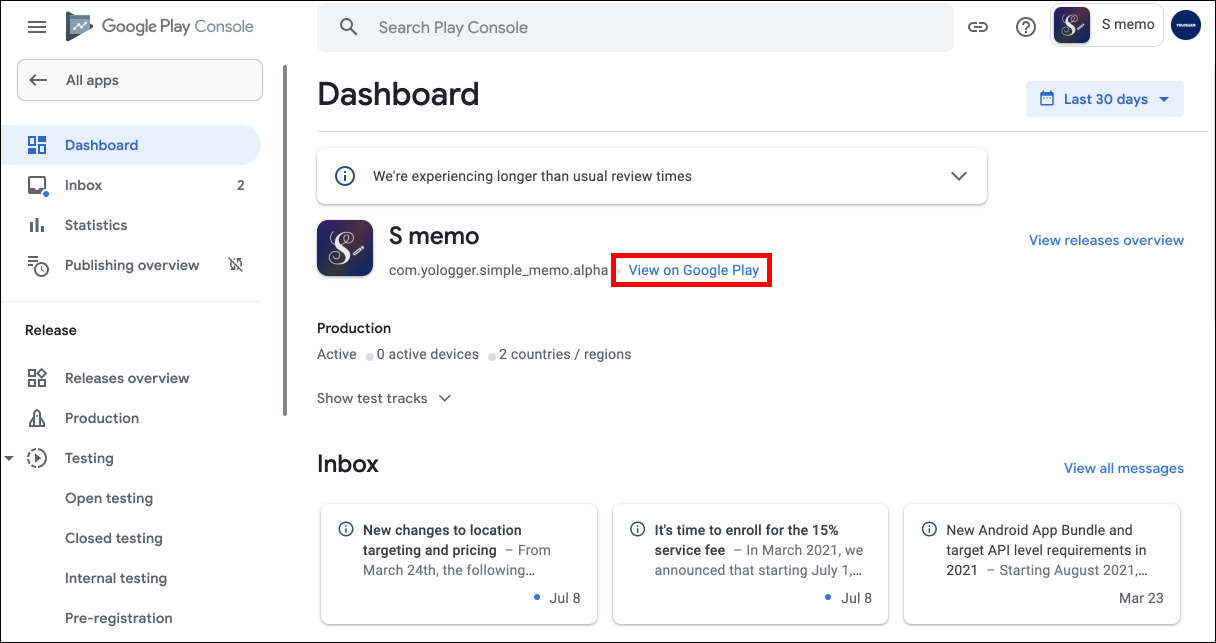 Google Play Console
Search Play Console
S memo
YOLOGGER
All apps
Dashboard
Inbox 2
Statistics
Publishing overview
Release
Releases overview
Production
Testing
Open testing
Closed testing
Internal testing
Pre-registration
Dashboard
Last 30 days
We're experiencing longer than usual review times
S memo
com.yologger.simple_memo.alpha View on Google Play
View releases overview
Production
Active 0 active devices 2 countries / regions
Show test tracks
Inbox
View all messages
New changes to location
targeting and pricing – From
March 24th, the following…
Jul 8
It's time to enroll for the 15%
service fee – In March 2021, we
announced that starting July 1,…
Jul 8
New Android App Bundle and
target API level requirements in
2021 – Starting August 2021,…
Mar 23